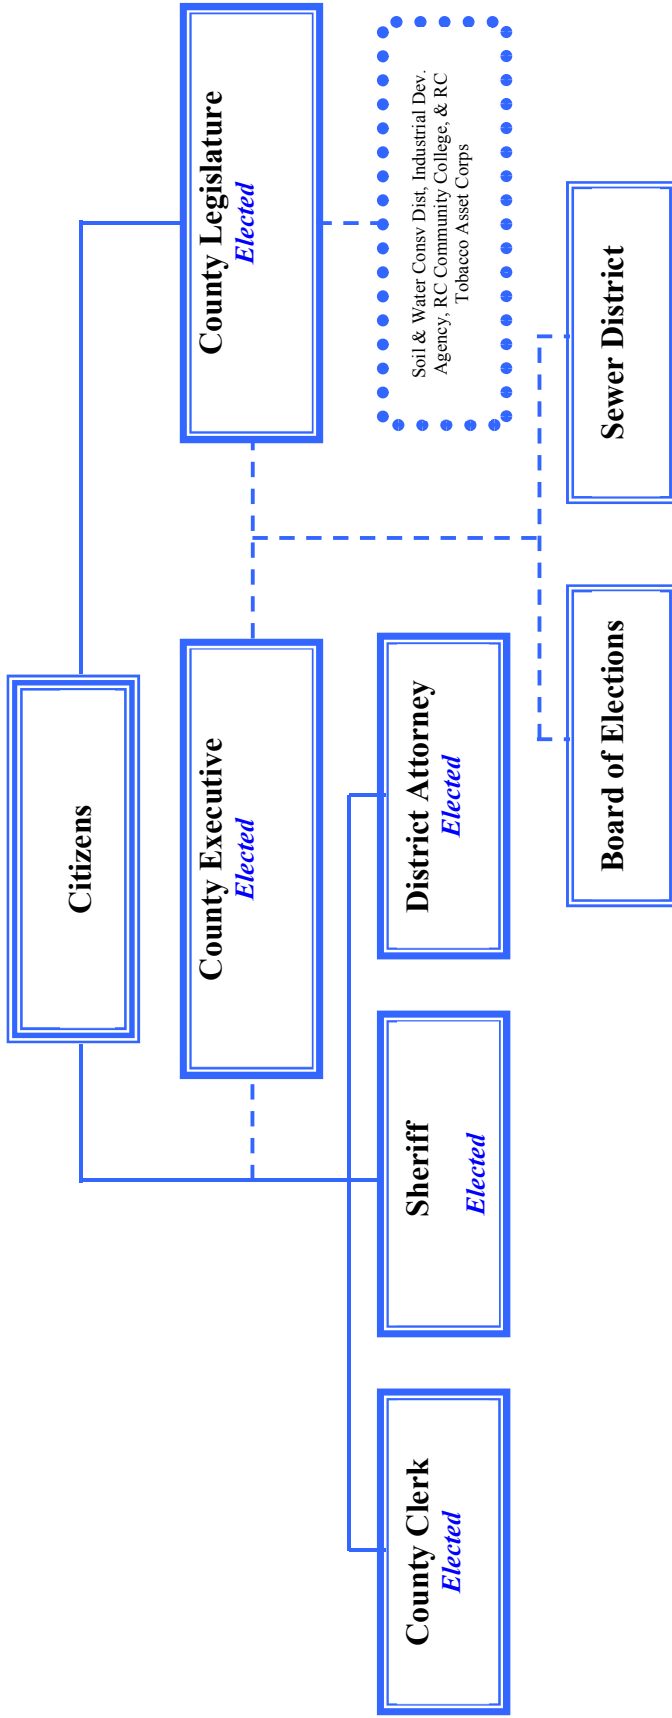 Citizens
County Executive
Elected
County Legislature
Elected
County Clerk
Elected
Sheriff
Elected
District Attorney
Elected
Soil & Water Consv Dist, Industrial Dev.
Agency, RC Community College, & RC
Tobacco Asset Corps
Board of Elections
Sewer District